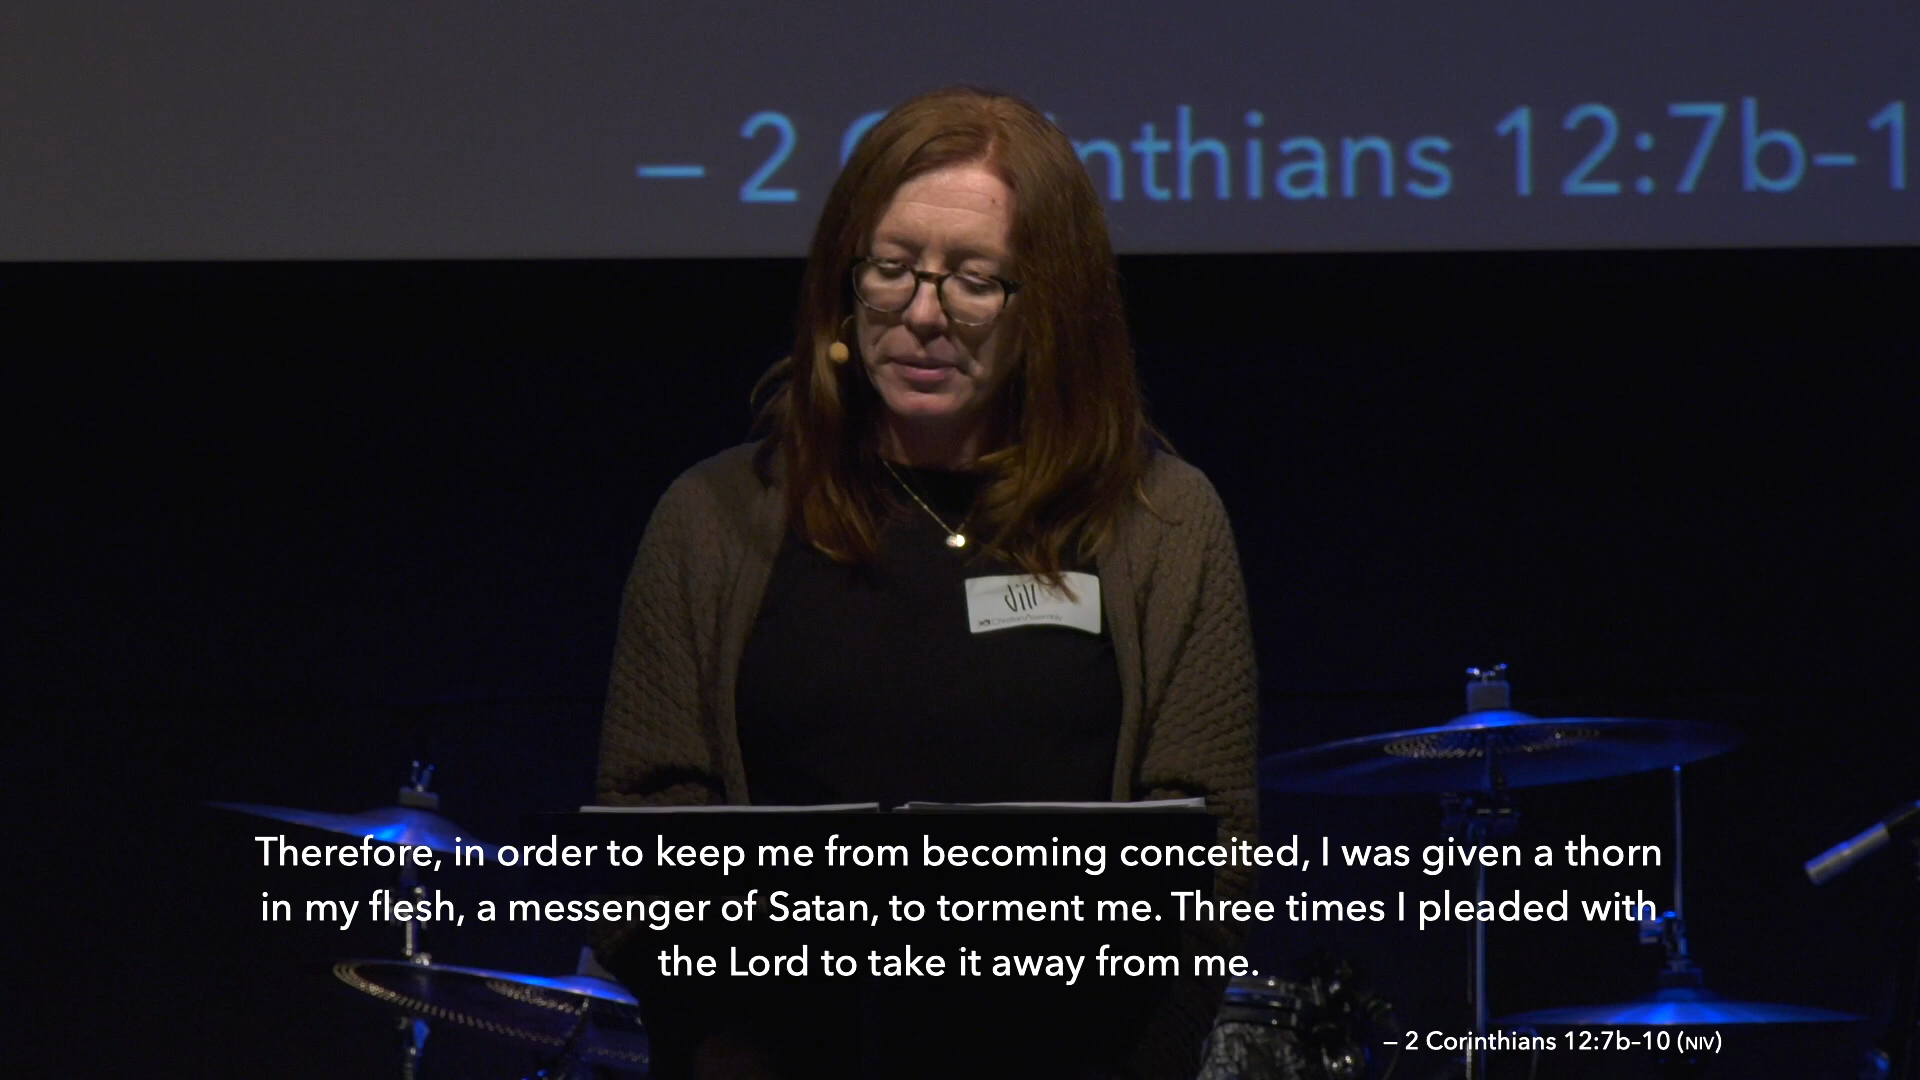 – 2 Corinthians 12:7b–1
Jill
ChristianAssembly
Therefore, in order to keep me from becoming conceited, I was given a thorn
in my flesh, a messenger of Satan, to torment me. Three times I pleaded with
the Lord to take it away from me.
– 2 Corinthians 12:7b–10 (NIV)